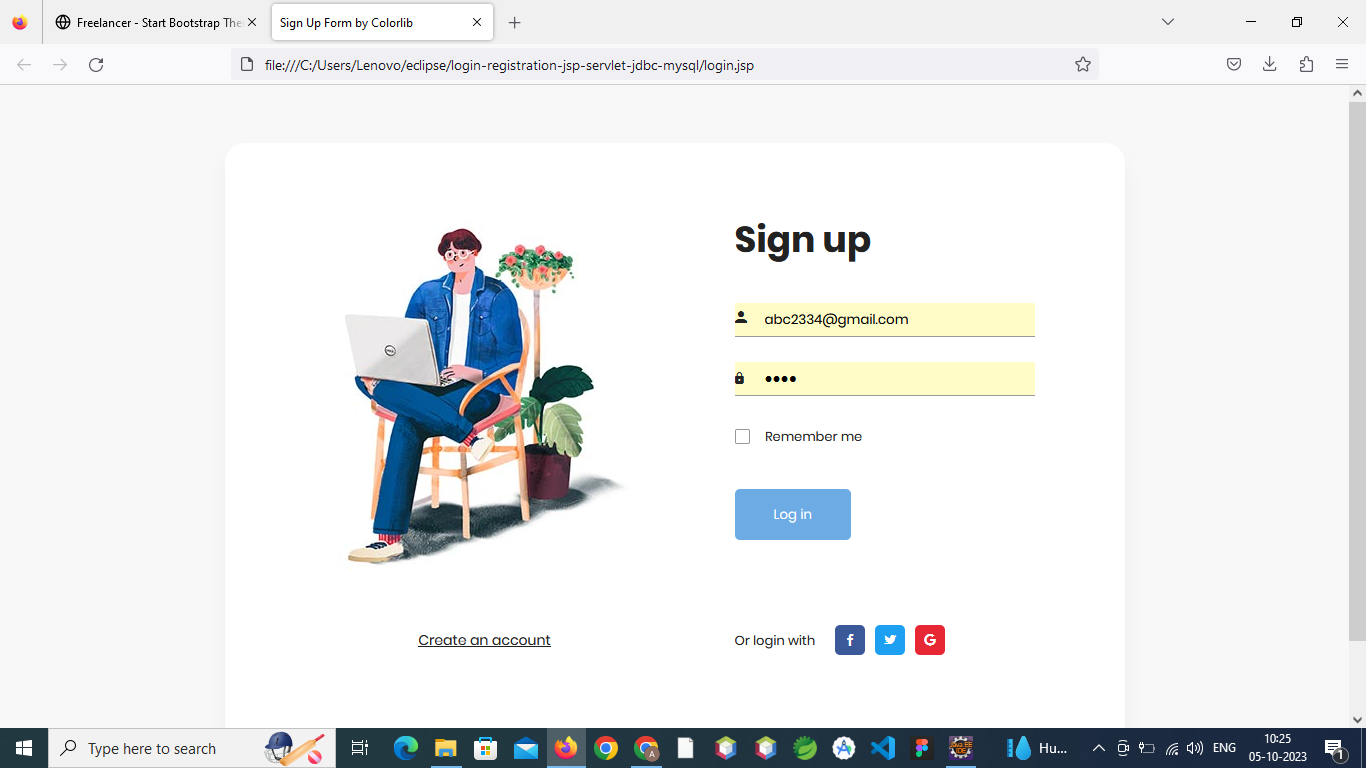 Freelancer - Start Bootstrap The
Sign Up Form by Colorlib
file:///C:/Users/Lenovo/eclipse/login-registration-jsp-servlet-jdbc-mysql/login.jsp
Sign up
abc2334@gmail.com
••••
Remember me
Log in
Create an account
Or login with
Type here to search
Hu...
ENG
10:25
05-10-2023
1